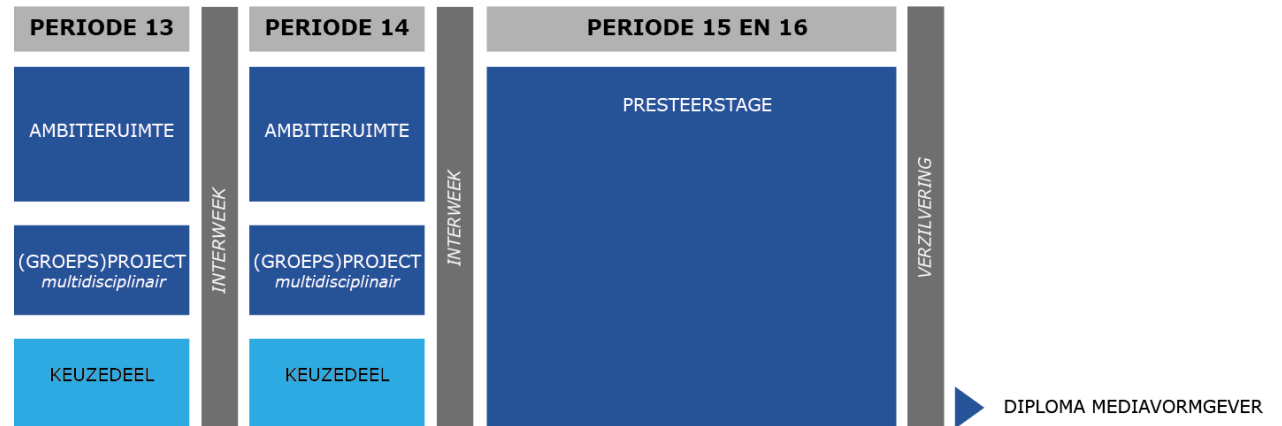 PERIODE 13
AMBITIERUIMTE
(GROEPS)PROJECT
multidisciplinair
KEUZEDEEL
INTERWEEK
PERIODE 14
AMBITIERUIMTE
(GROEPS)PROJECT
multidisciplinair
KEUZEDEEL
INTERWEEK
PERIODE 15 EN 16
PRESTEERSTAGE
VERZILVERING
DIPLOMA MEDIAVORMGEVER